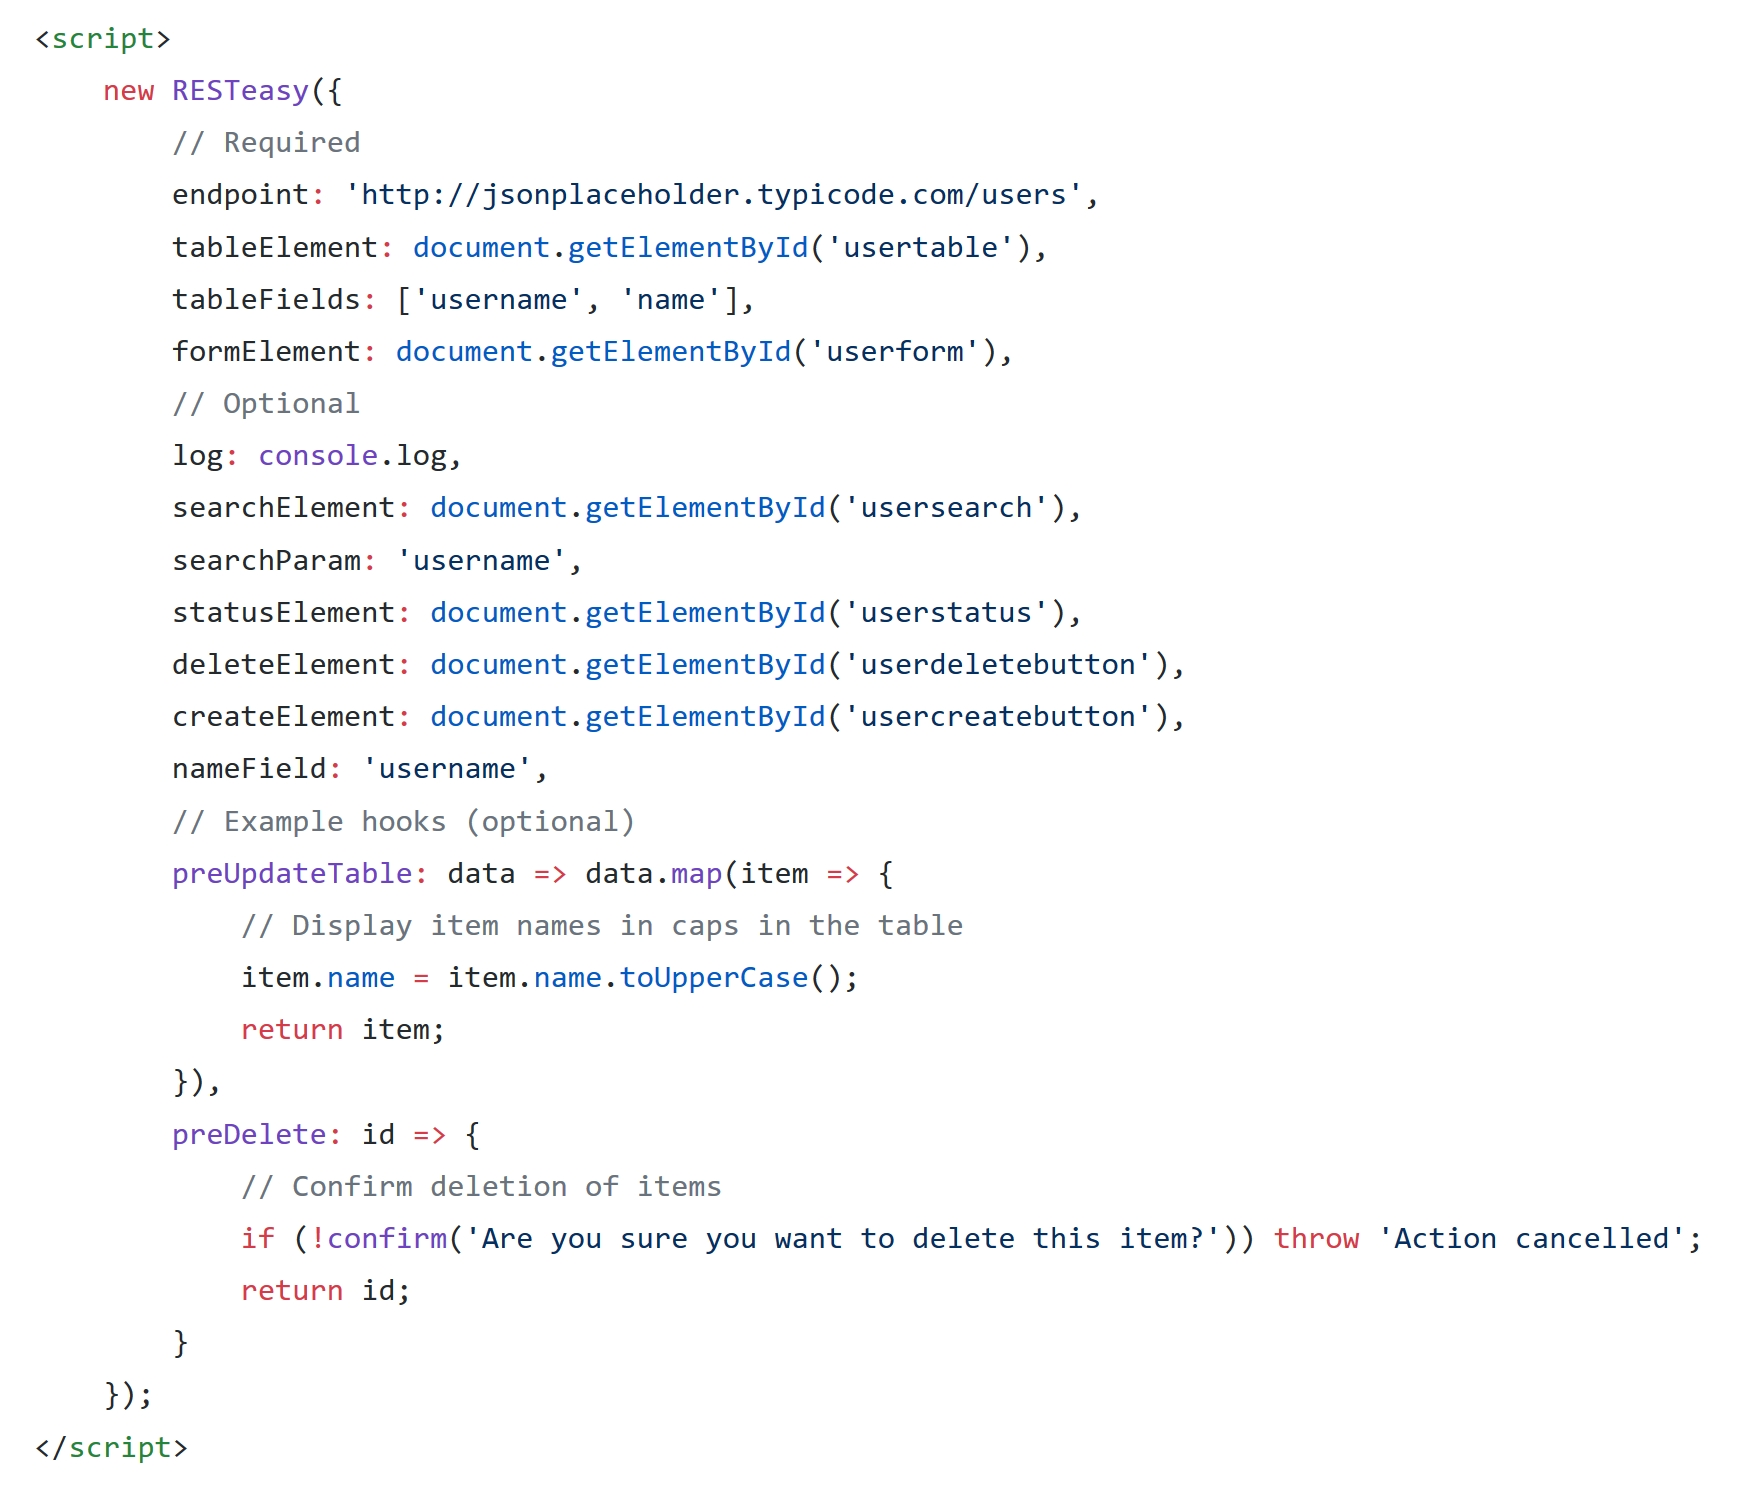 <script>
    new RESTeasy({
        // Required
        endpoint: 'http://jsonplaceholder.typicode.com/users',
        tableElement: document.getElementById('usertable'),
        tableFields: ['username', 'name'],
        formElement: document.getElementById('userform'),
        // Optional
        log: console.log,
        searchElement: document.getElementById('usersearch'),
        searchParam: 'username',
        statusElement: document.getElementById('userstatus'),
        deleteElement: document.getElementById('userdeletebutton'),
        createElement: document.getElementById('usercreatebutton'),
        nameField: 'username',
        // Example hooks (optional)
        preUpdateTable: data => data.map(item => {
            // Display item names in caps in the table
            item.name = item.name.toUpperCase();
            return item;
        }),
        preDelete: id => {
            // Confirm deletion of items
            if (!confirm('Are you sure you want to delete this item?')) throw 'Action cancelled';
            return id;
        }
    });
</script>